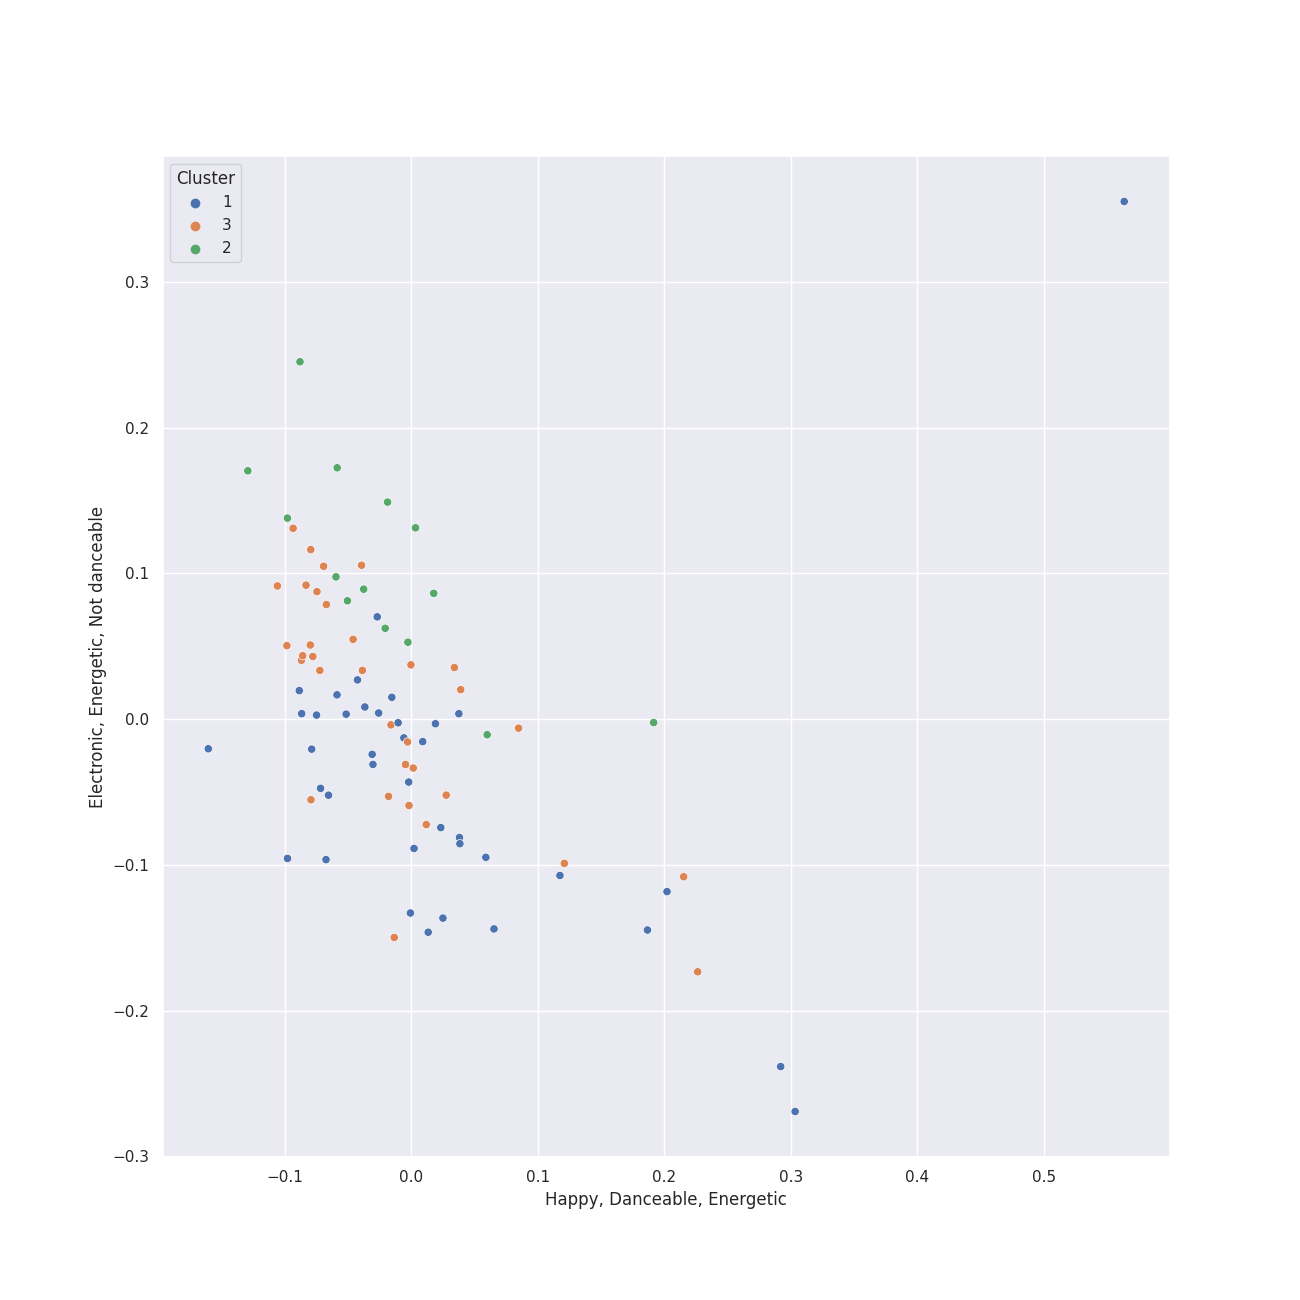 Cluster
1
3
2
0.3
0.2
0.1
0.0
−0.1
−0.2
−0.3
Electronic, Energetic, Not danceable
−0.1 0.0 0.1 0.2 0.3 0.4 0.5
Happy, Danceable, Energetic